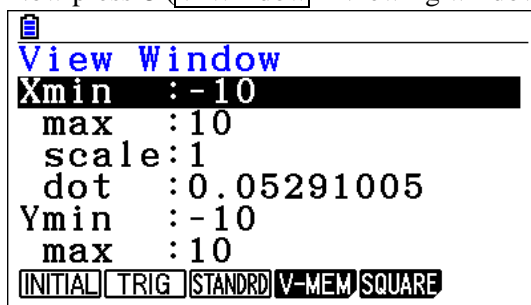 View Window
Xmin :-10
max :10
scale:1
dot :0.05291005
Ymin :-10
max :10
INITIAL TRIG STANDRD V-MEM SQUARE